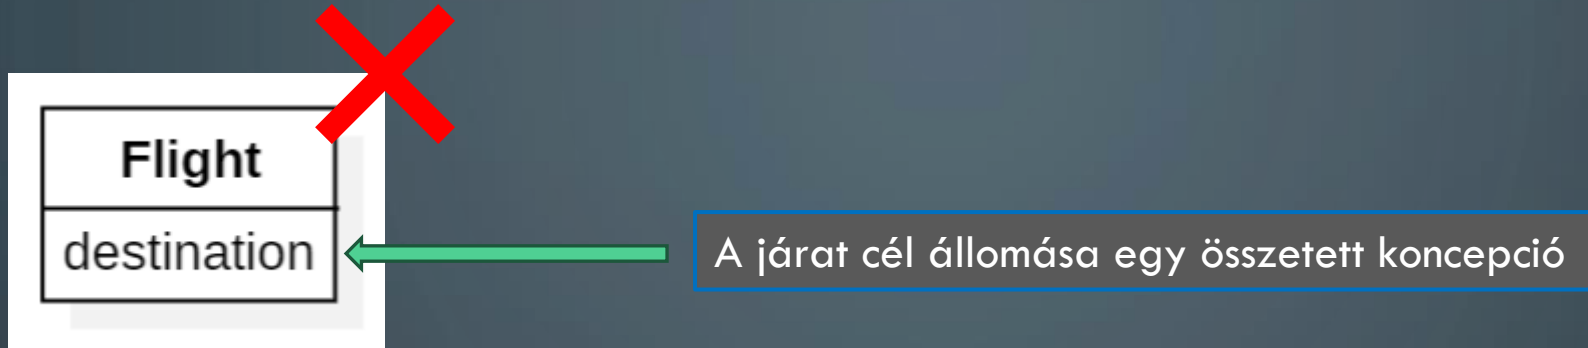 Flight
destination
A járat cél állomása egy összetett koncepció